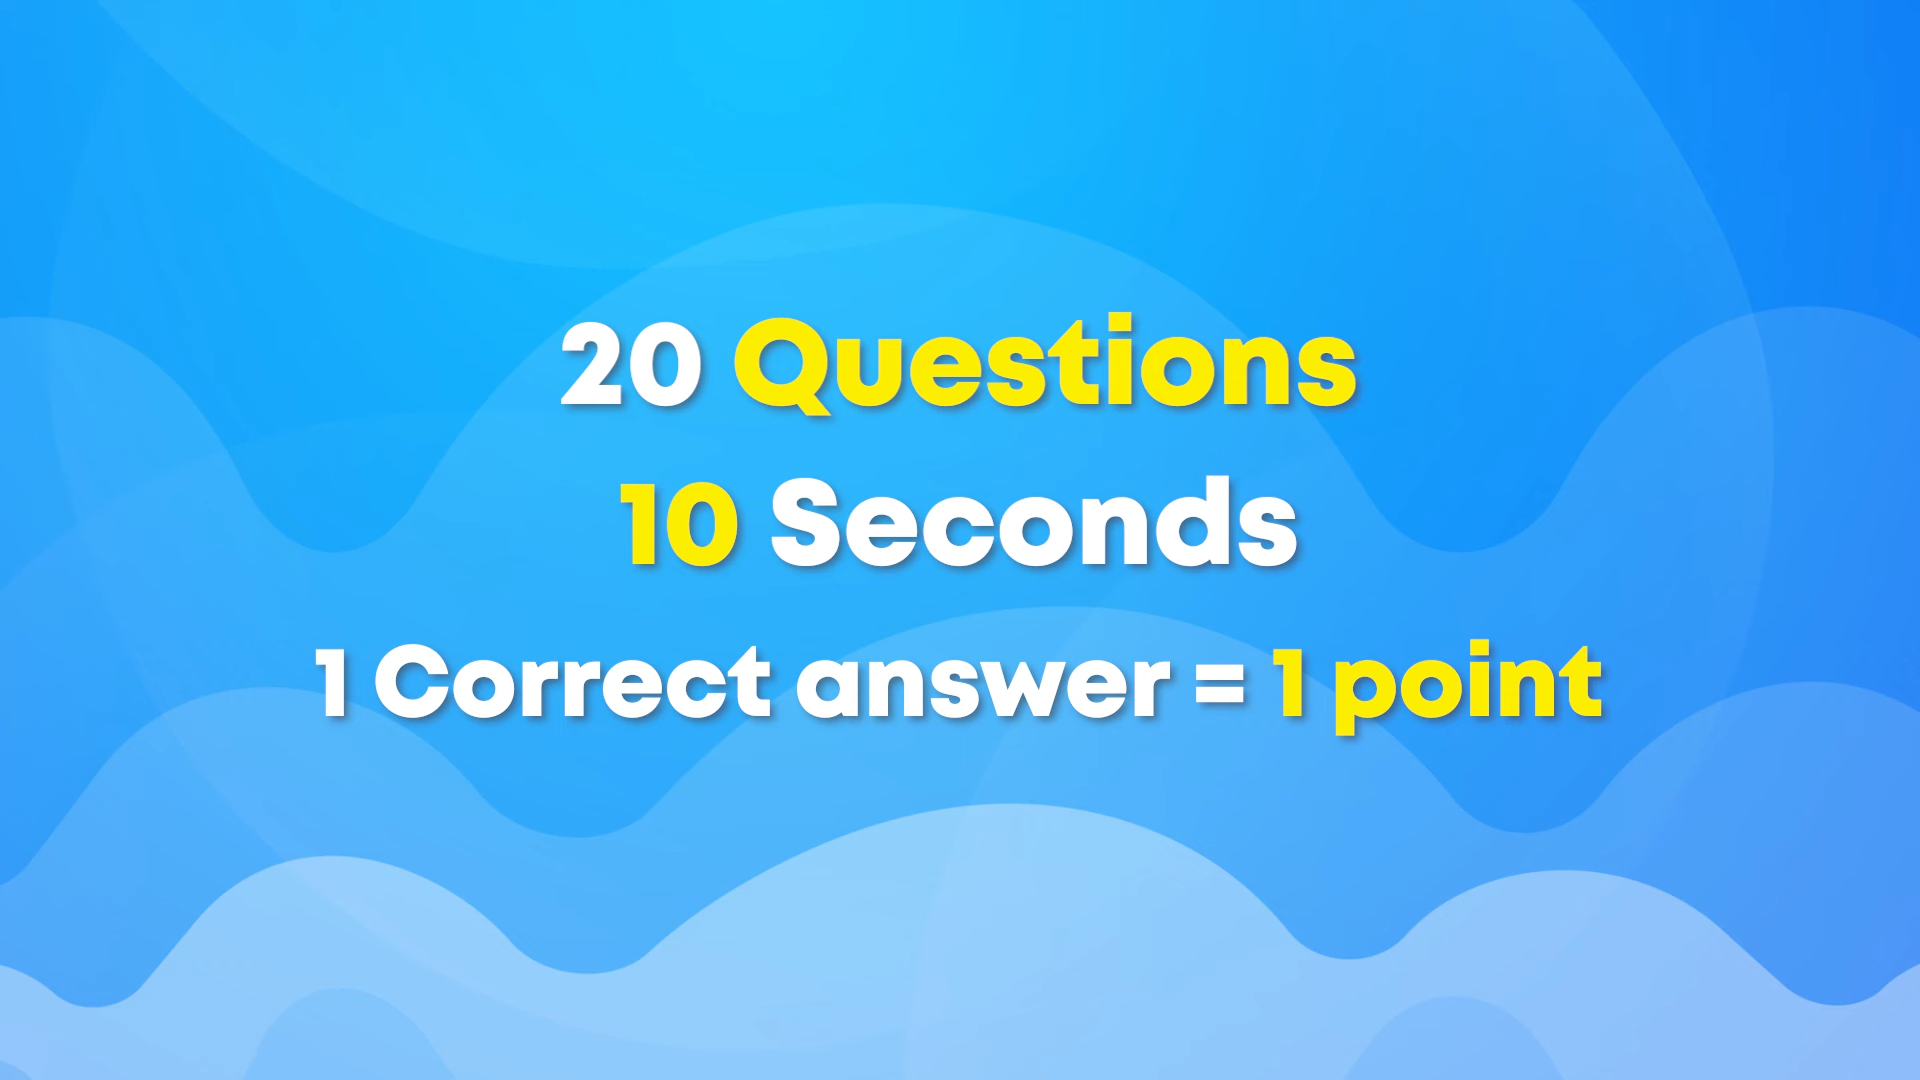 20 Questions
10 Seconds
1 Correct answer = 1 point